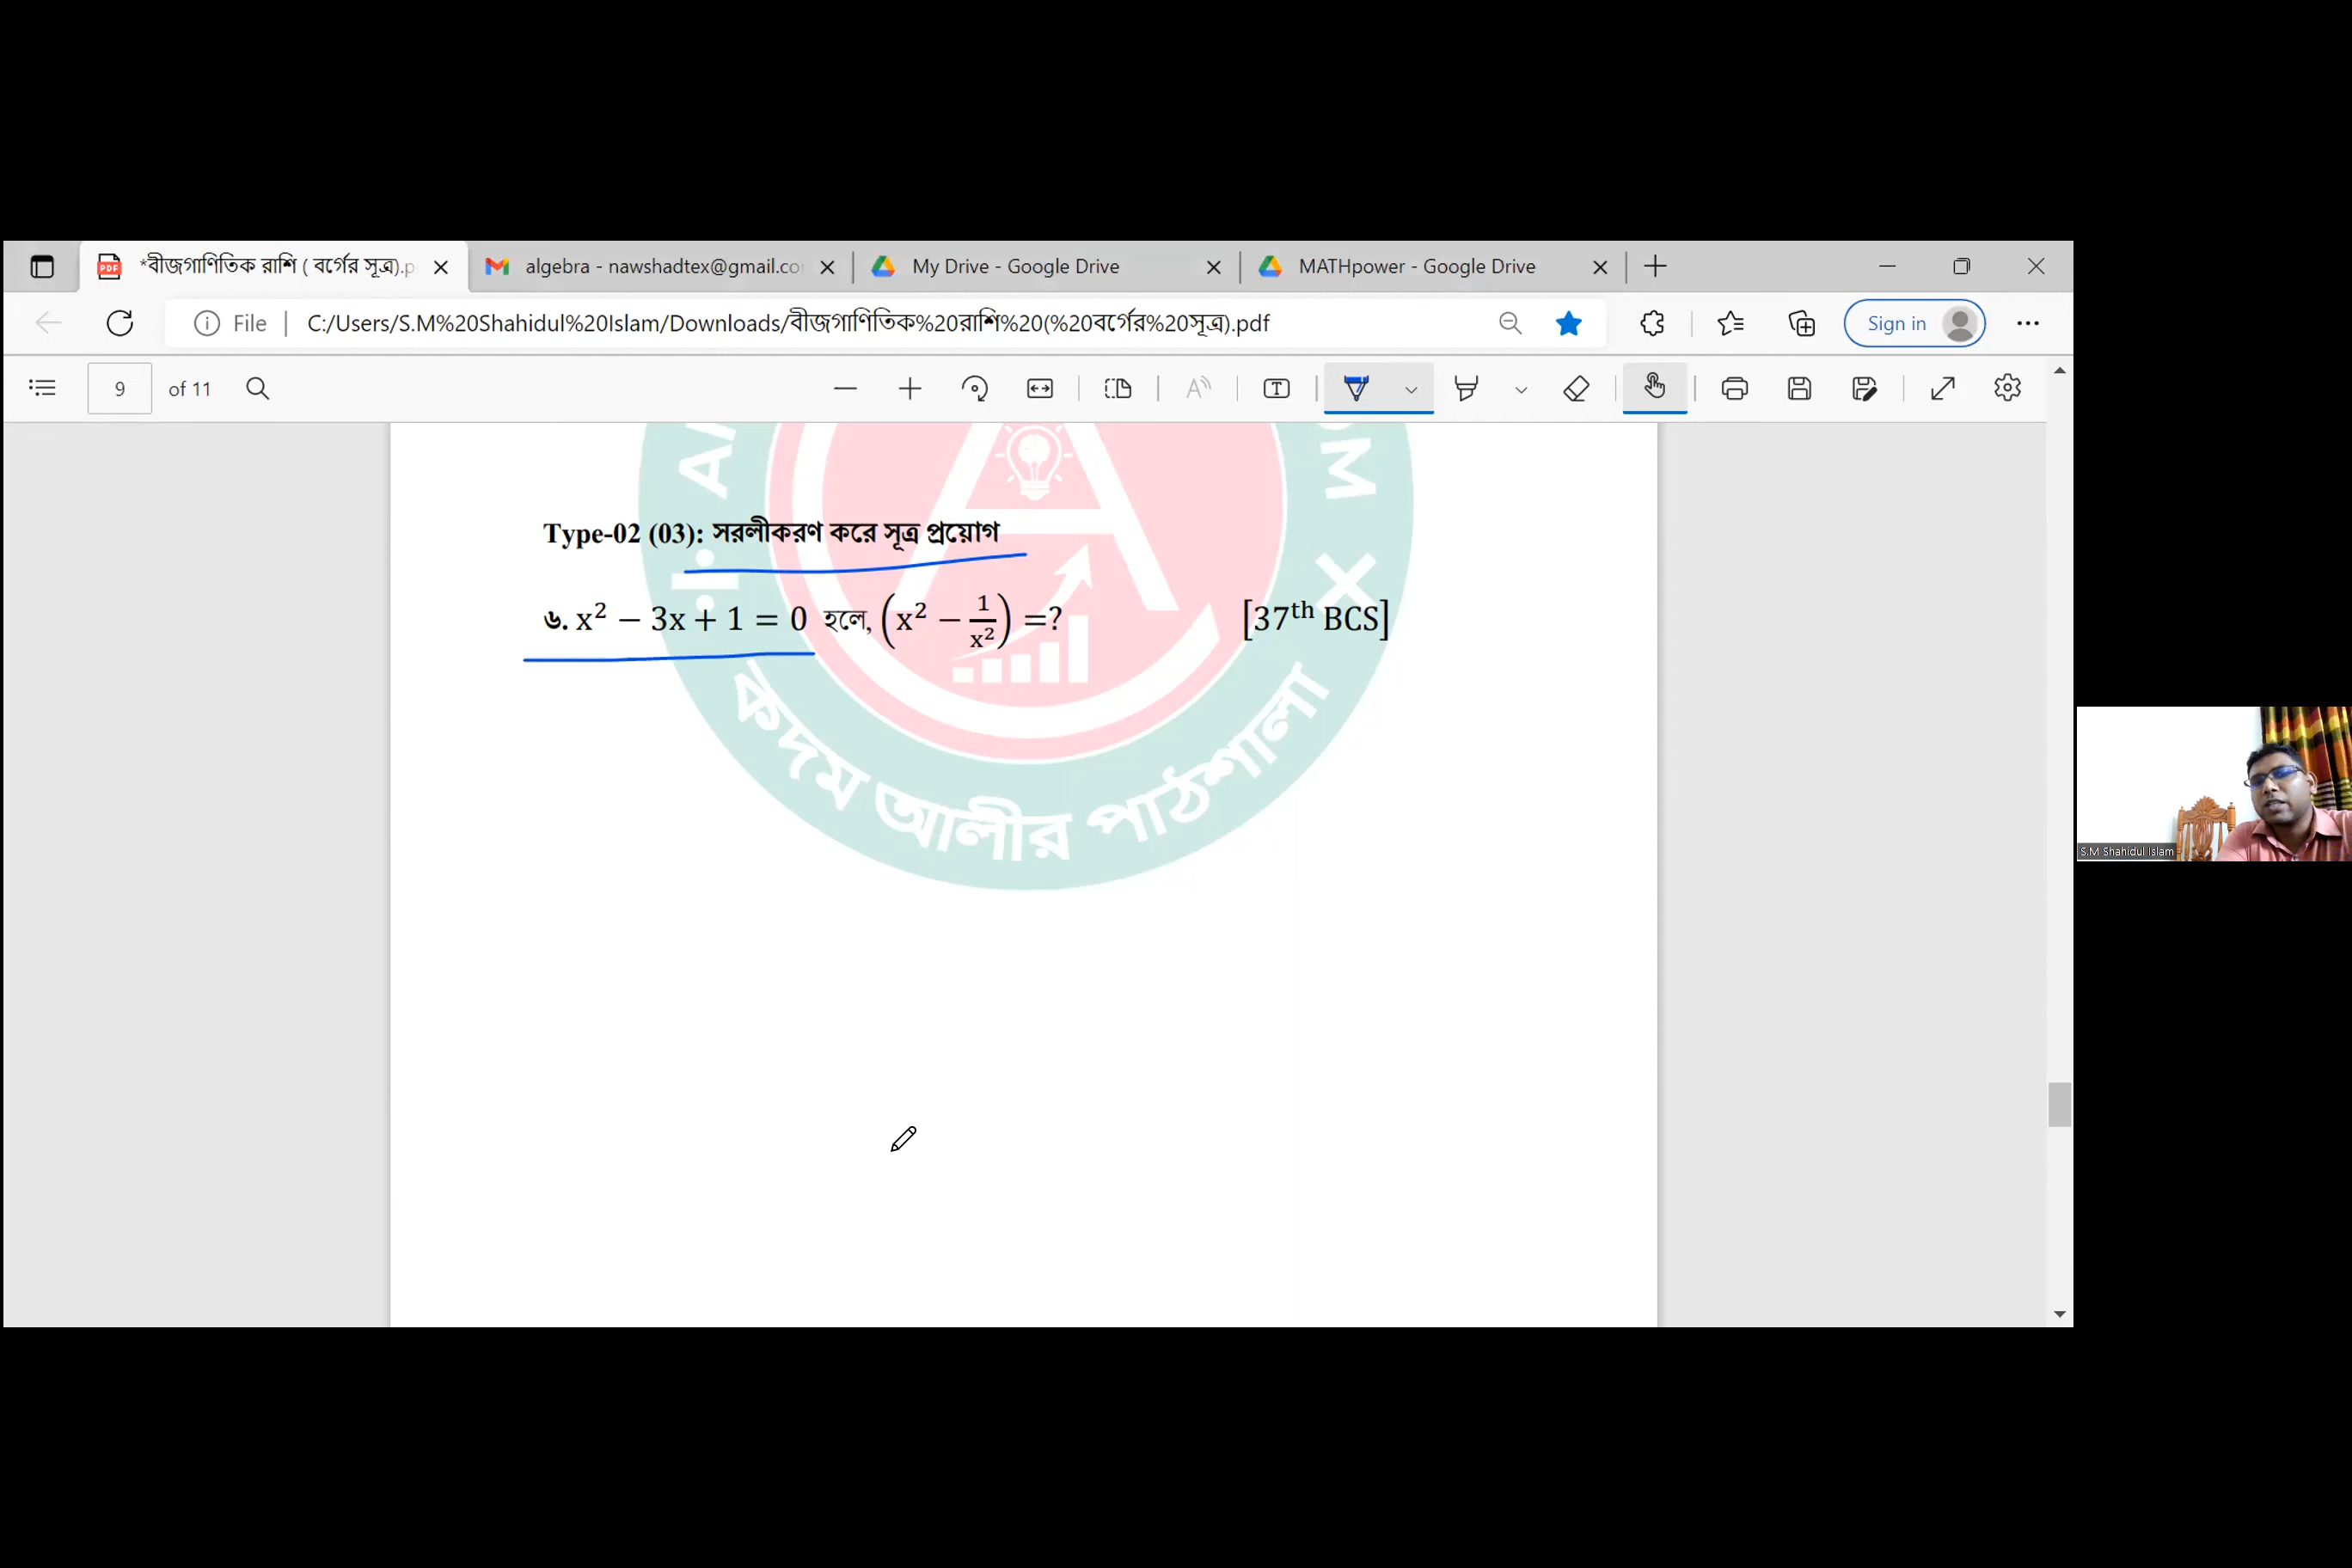 *বীজগাণিতিক রাশি ( বর্গের সূত্র).p
algebra - nawshadtex@gmail.co
My Drive - Google Drive
MATHpower - Google Drive
File
C:/Users/S.M%20Shahidul%20Islam/Downloads/বীজগাণিতিক%20রাশি%20(%20বর্গের%20সূত্র).pdf
Sign in
9 of 11
Type-02 (03): সরলীকরণ করে সূত্র প্রয়োগ
৬. x² − 3x + 1 = 0 হলে, (x² − 1/x²) =? [37th BCS]
কদম আলীর পাঠশালা
S.M Shahidul Islam